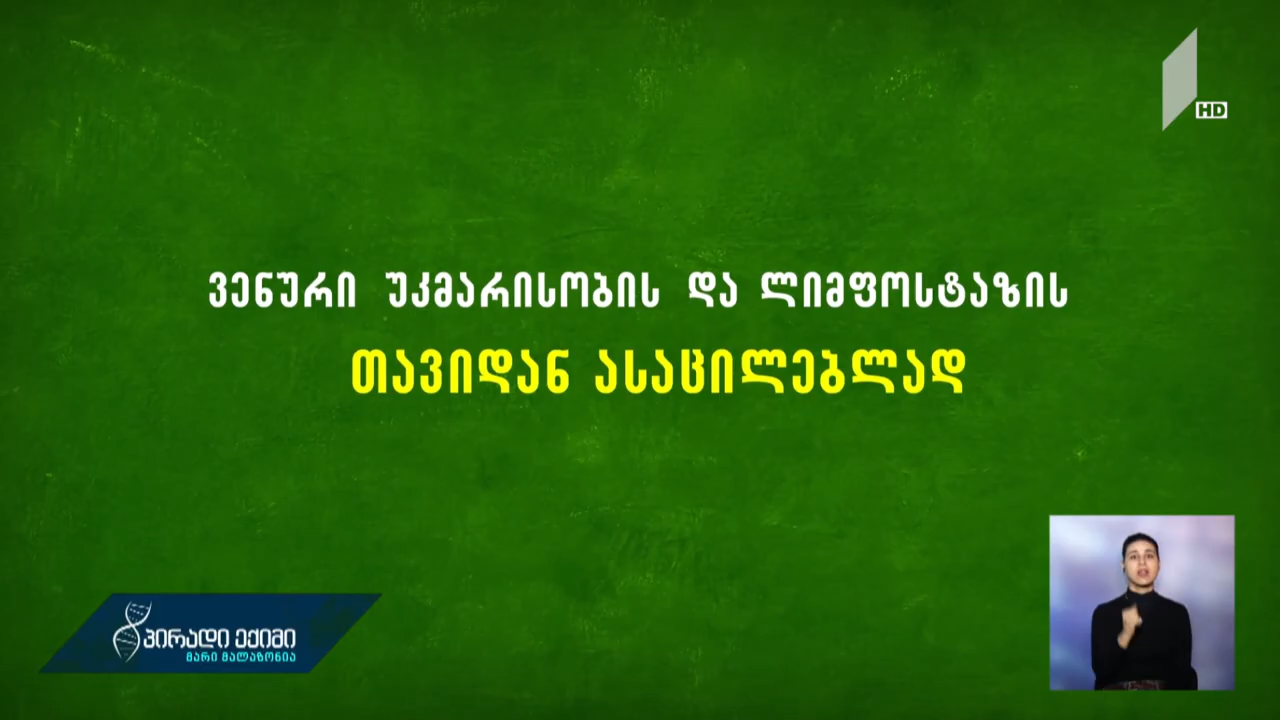 HD
ვენური უკმარისობის და ლიმფოსტაზის
თავიდან ასაცილებლად
პირადი ექიმი
მარი მალაზონია